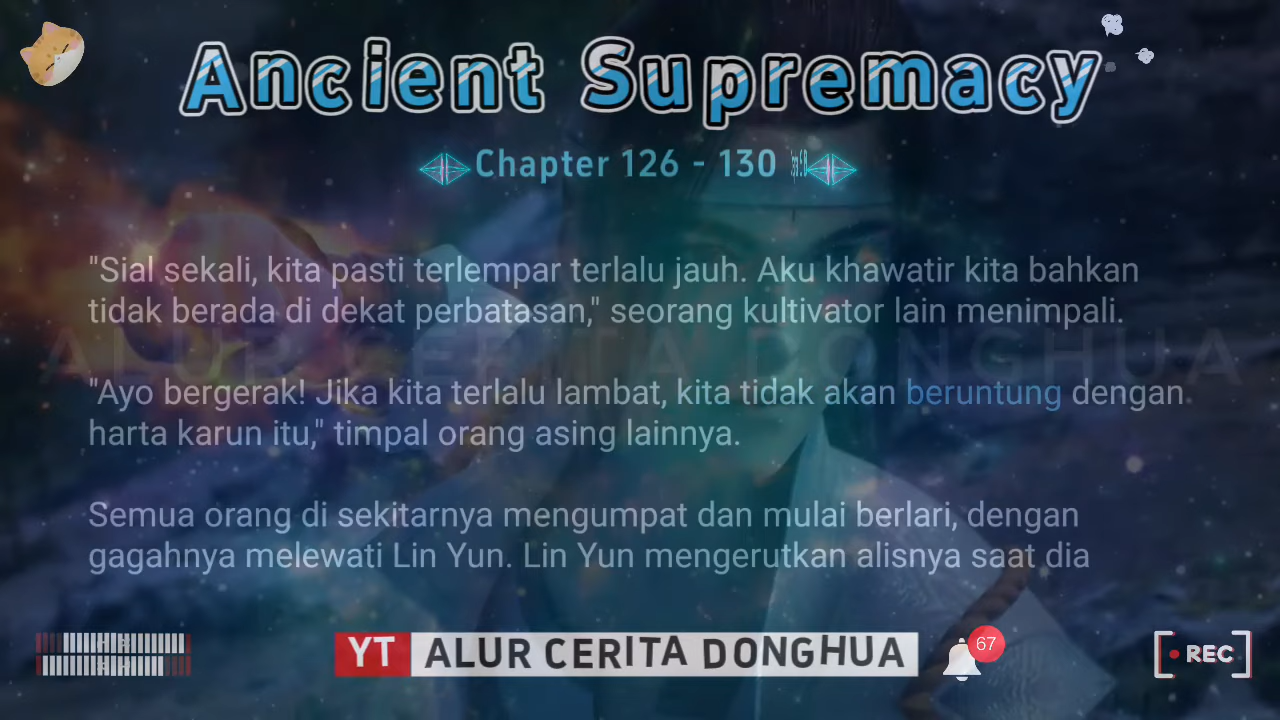 Ancient Supremacy
Chapter 126 - 130
"Sial sekali, kita pasti terlempar terlalu jauh. Aku khawatir kita bahkan
tidak berada di dekat perbatasan," seorang kultivator lain menimpali.
ALUR CERITA DONGHUA
"Ayo bergerak! Jika kita terlalu lambat, kita tidak akan beruntung dengan
harta karun itu," timpal orang asing lainnya.
Semua orang di sekitarnya mengumpat dan mulai berlari, dengan
gagahnya melewati Lin Yun. Lin Yun mengerutkan alisnya saat dia
YT ALUR CERITA DONGHUA
67
REC